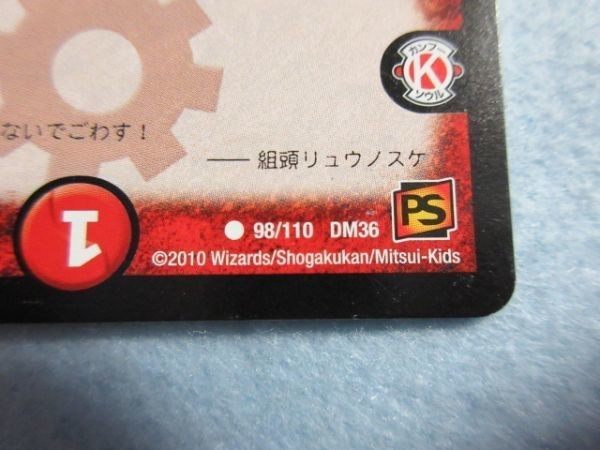 カンフー
K
ソウル
ないでごわす！
── 組頭リュウノスケ
1
● 98/110 DM36 PS
©2010 Wizards/Shogakukan/Mitsui-Kids